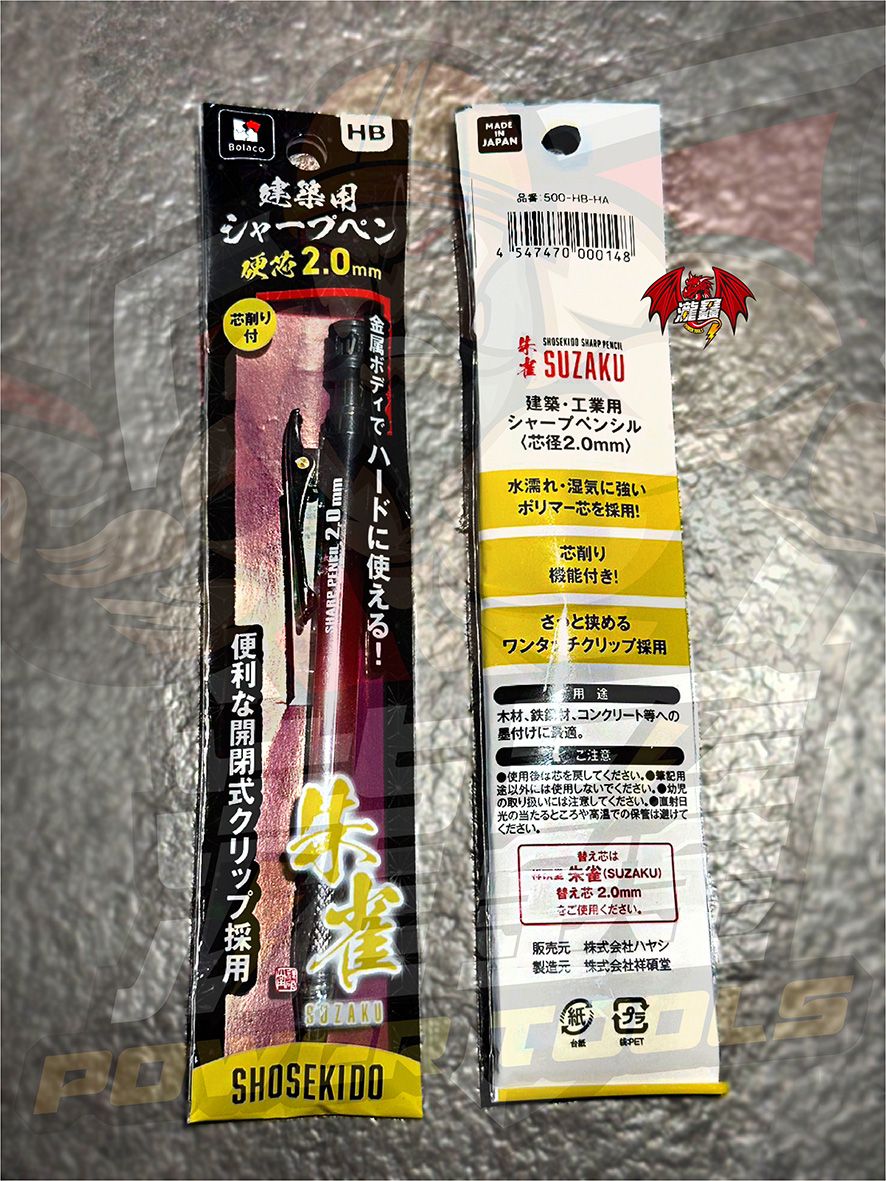 Bolaco
HB
建築用
シャープペン
硬芯2.0mm
芯削り
付
金属ボディでハードに使える！
SHARP PENCIL 2.0mm
便利な開閉式クリップ採用
朱雀
SUZAKU
SHOSEKIDO
MADE
IN
JAPAN
品番:500-HB-HA
4 547470 000148
瀧蟲
朱雀
SHOSEKIDO SHARP PENCIL
SUZAKU
建築・工業用
シャープペンシル
〈芯径2.0mm〉
水濡れ・湿気に強い
ポリマー芯を採用!
芯削り
機能付き!
さっと挟める
ワンタッチクリップ採用
用 途
木材、鉄鋼材、コンクリート等への
墨付けに最適。
ご注意
●使用後は芯を戻してください。●筆記用
途以外には使用しないでください。●幼児
の取り扱いには注意してください。●直射日
光の当たるところや高温での保管は避けて
ください。
替え芯は
朱雀(SUZAKU)
替え芯 2.0mm
をご使用ください。
販売元 株式会社ハヤシ
製造元 株式会社祥碩堂
紙
台紙
プラ
袋:PET
POWER TOOLS